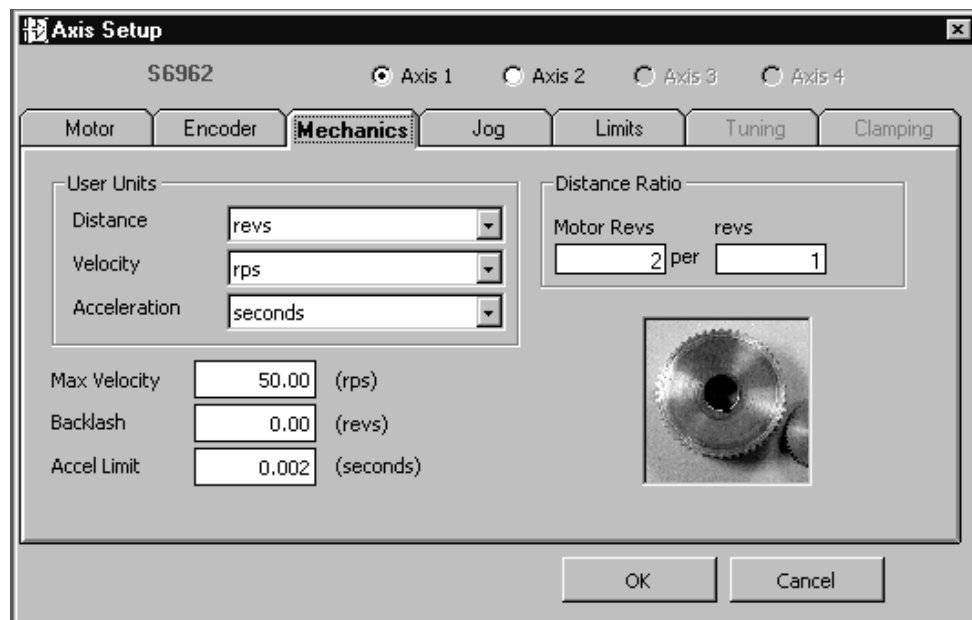 Axis Setup
S6962 Axis 1 Axis 2 Axis 3 Axis 4
Motor Encoder Mechanics Jog Limits Tuning Clamping
User Units
Distance revs
Velocity rps
Acceleration seconds
Distance Ratio
Motor Revs revs
2 per 1
Max Velocity 50.00 (rps)
Backlash 0.00 (revs)
Accel Limit 0.002 (seconds)
OK Cancel